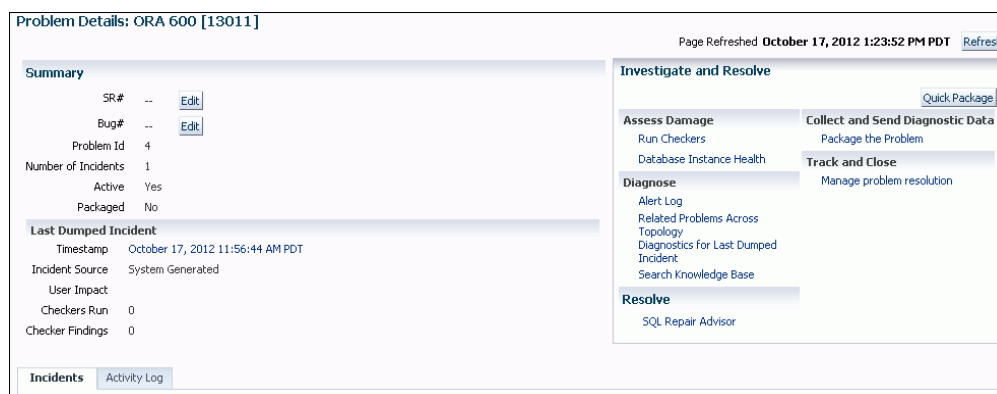 Problem Details: ORA 600 [13011]
Page Refreshed October 17, 2012 1:23:52 PM PDT Refres
Summary
SR# -- Edit
Bug# -- Edit
Problem Id 4
Number of Incidents 1
Active Yes
Packaged No
Last Dumped Incident
Timestamp October 17, 2012 11:56:44 AM PDT
Incident Source System Generated
User Impact
Checkers Run 0
Checker Findings 0
Investigate and Resolve
Quick Package
Assess Damage
Run Checkers
Database Instance Health
Diagnose
Alert Log
Related Problems Across
Topology
Diagnostics for Last Dumped
Incident
Search Knowledge Base
Resolve
SQL Repair Advisor
Collect and Send Diagnostic Data
Package the Problem
Track and Close
Manage problem resolution
Incidents Activity Log